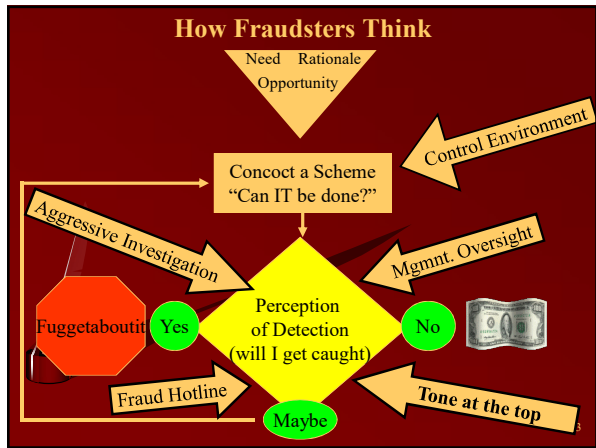 How Fraudsters Think
Need Rationale
Opportunity
Control Environment
Concoct a Scheme
“Can IT be done?”
Aggressive Investigation
Mgmnt. Oversight
Fuggetaboutit
Yes
Perception
of Detection
(will I get caught)
No
Fraud Hotline
Tone at the top
Maybe
3